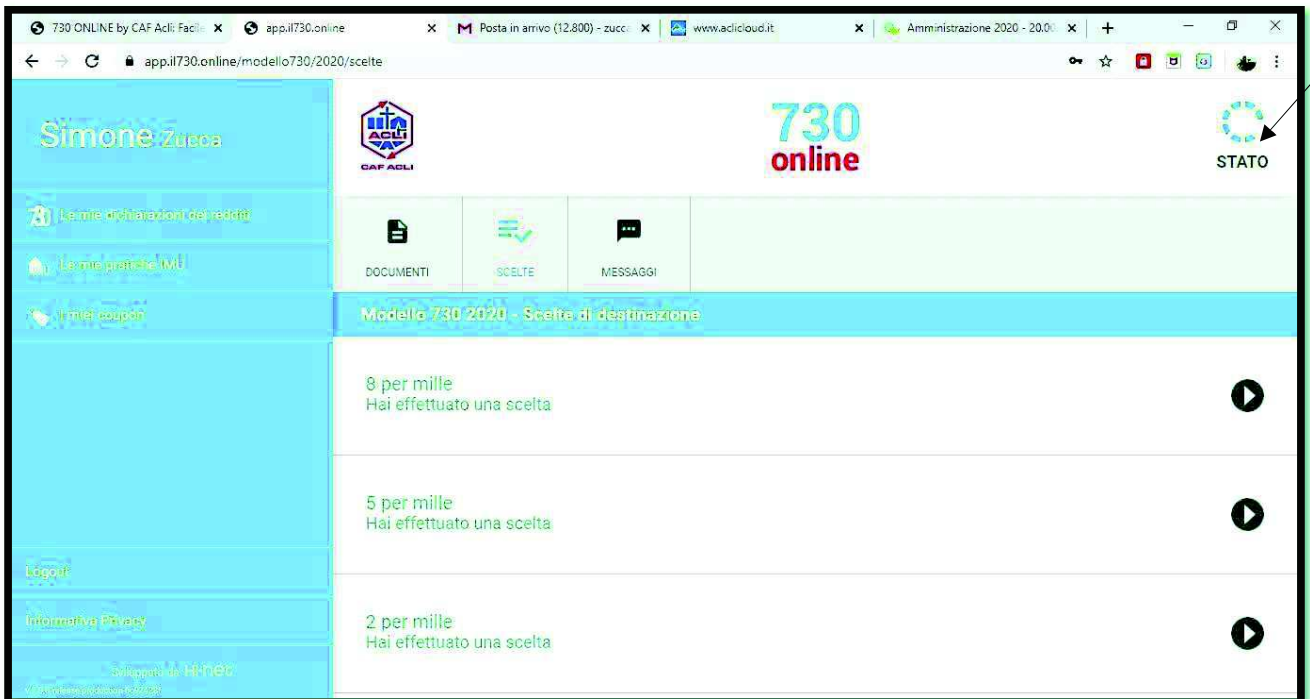 730 ONLINE by CAF Acli: Facile
app.il730.online
Posta in arrivo (12.800) - zucca
www.aclicloud.it
Amministrazione 2020 - 20.00
app.il730.online/modello730/2020/scelte
Simone Zucca
Le mie dichiarazioni dei redditi
Le mie pratiche IMU
I miei coupon
Logout
Informativa Privacy
Sviluppato da Hi-net
ACLI
CAF ACLI
730
online
STATO
DOCUMENTI
SCELTE
MESSAGGI
Modello 730 2020 - Scelte di destinazione
8 per mille
Hai effettuato una scelta
5 per mille
Hai effettuato una scelta
2 per mille
Hai effettuato una scelta